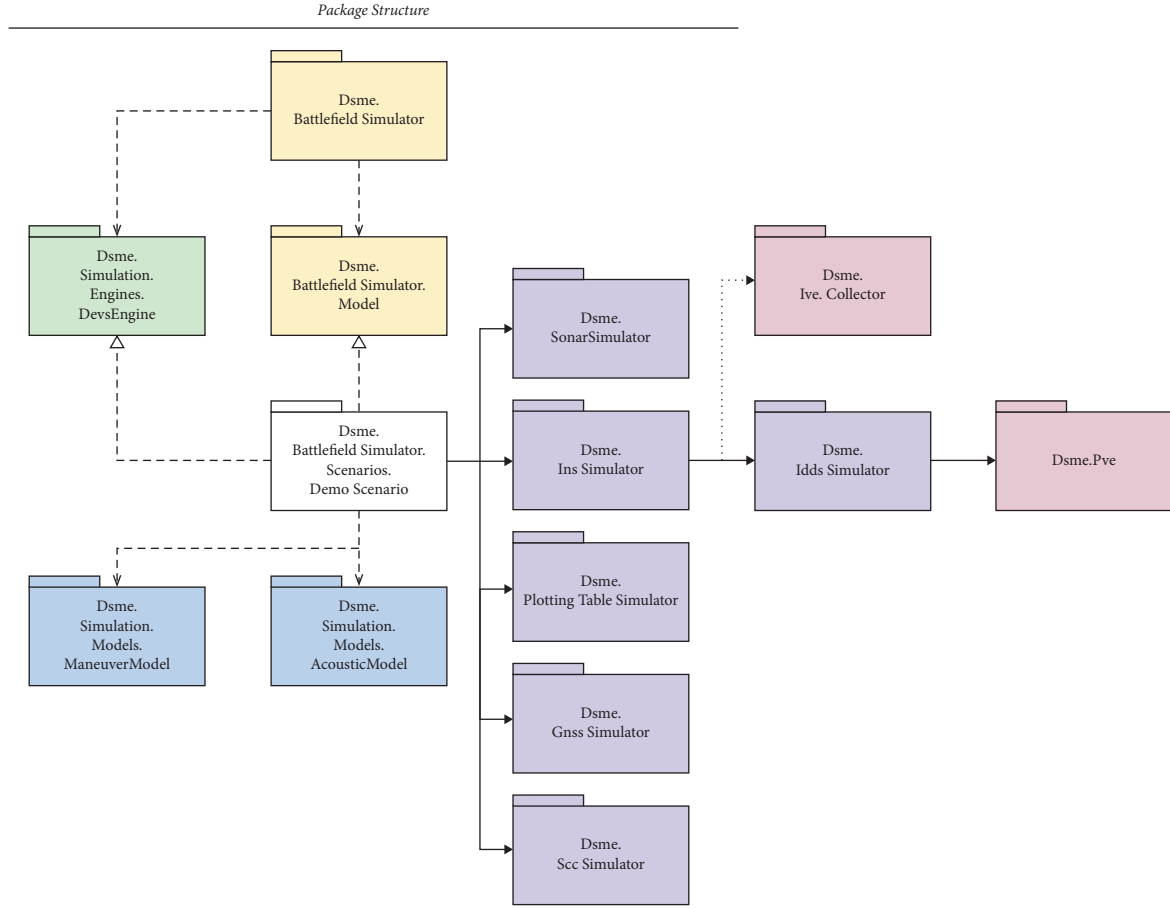 Package Structure
Dsme.
Battlefield Simulator
Dsme.
Simulation.
Engines.
DevsEngine
Dsme.
Battlefield Simulator.
Model
Dsme.
SonarSimulator
Dsme.
Ive. Collector
Dsme.
Battlefield Simulator.
Scenarios.
Demo Scenario
Dsme.
Ins Simulator
Dsme.
Idds Simulator
Dsme.Pve
Dsme.
Simulation.
Models.
ManeuverModel
Dsme.
Simulation.
Models.
AcousticModel
Dsme.
Plotting Table Simulator
Dsme.
Gnss Simulator
Dsme.
Scc Simulator